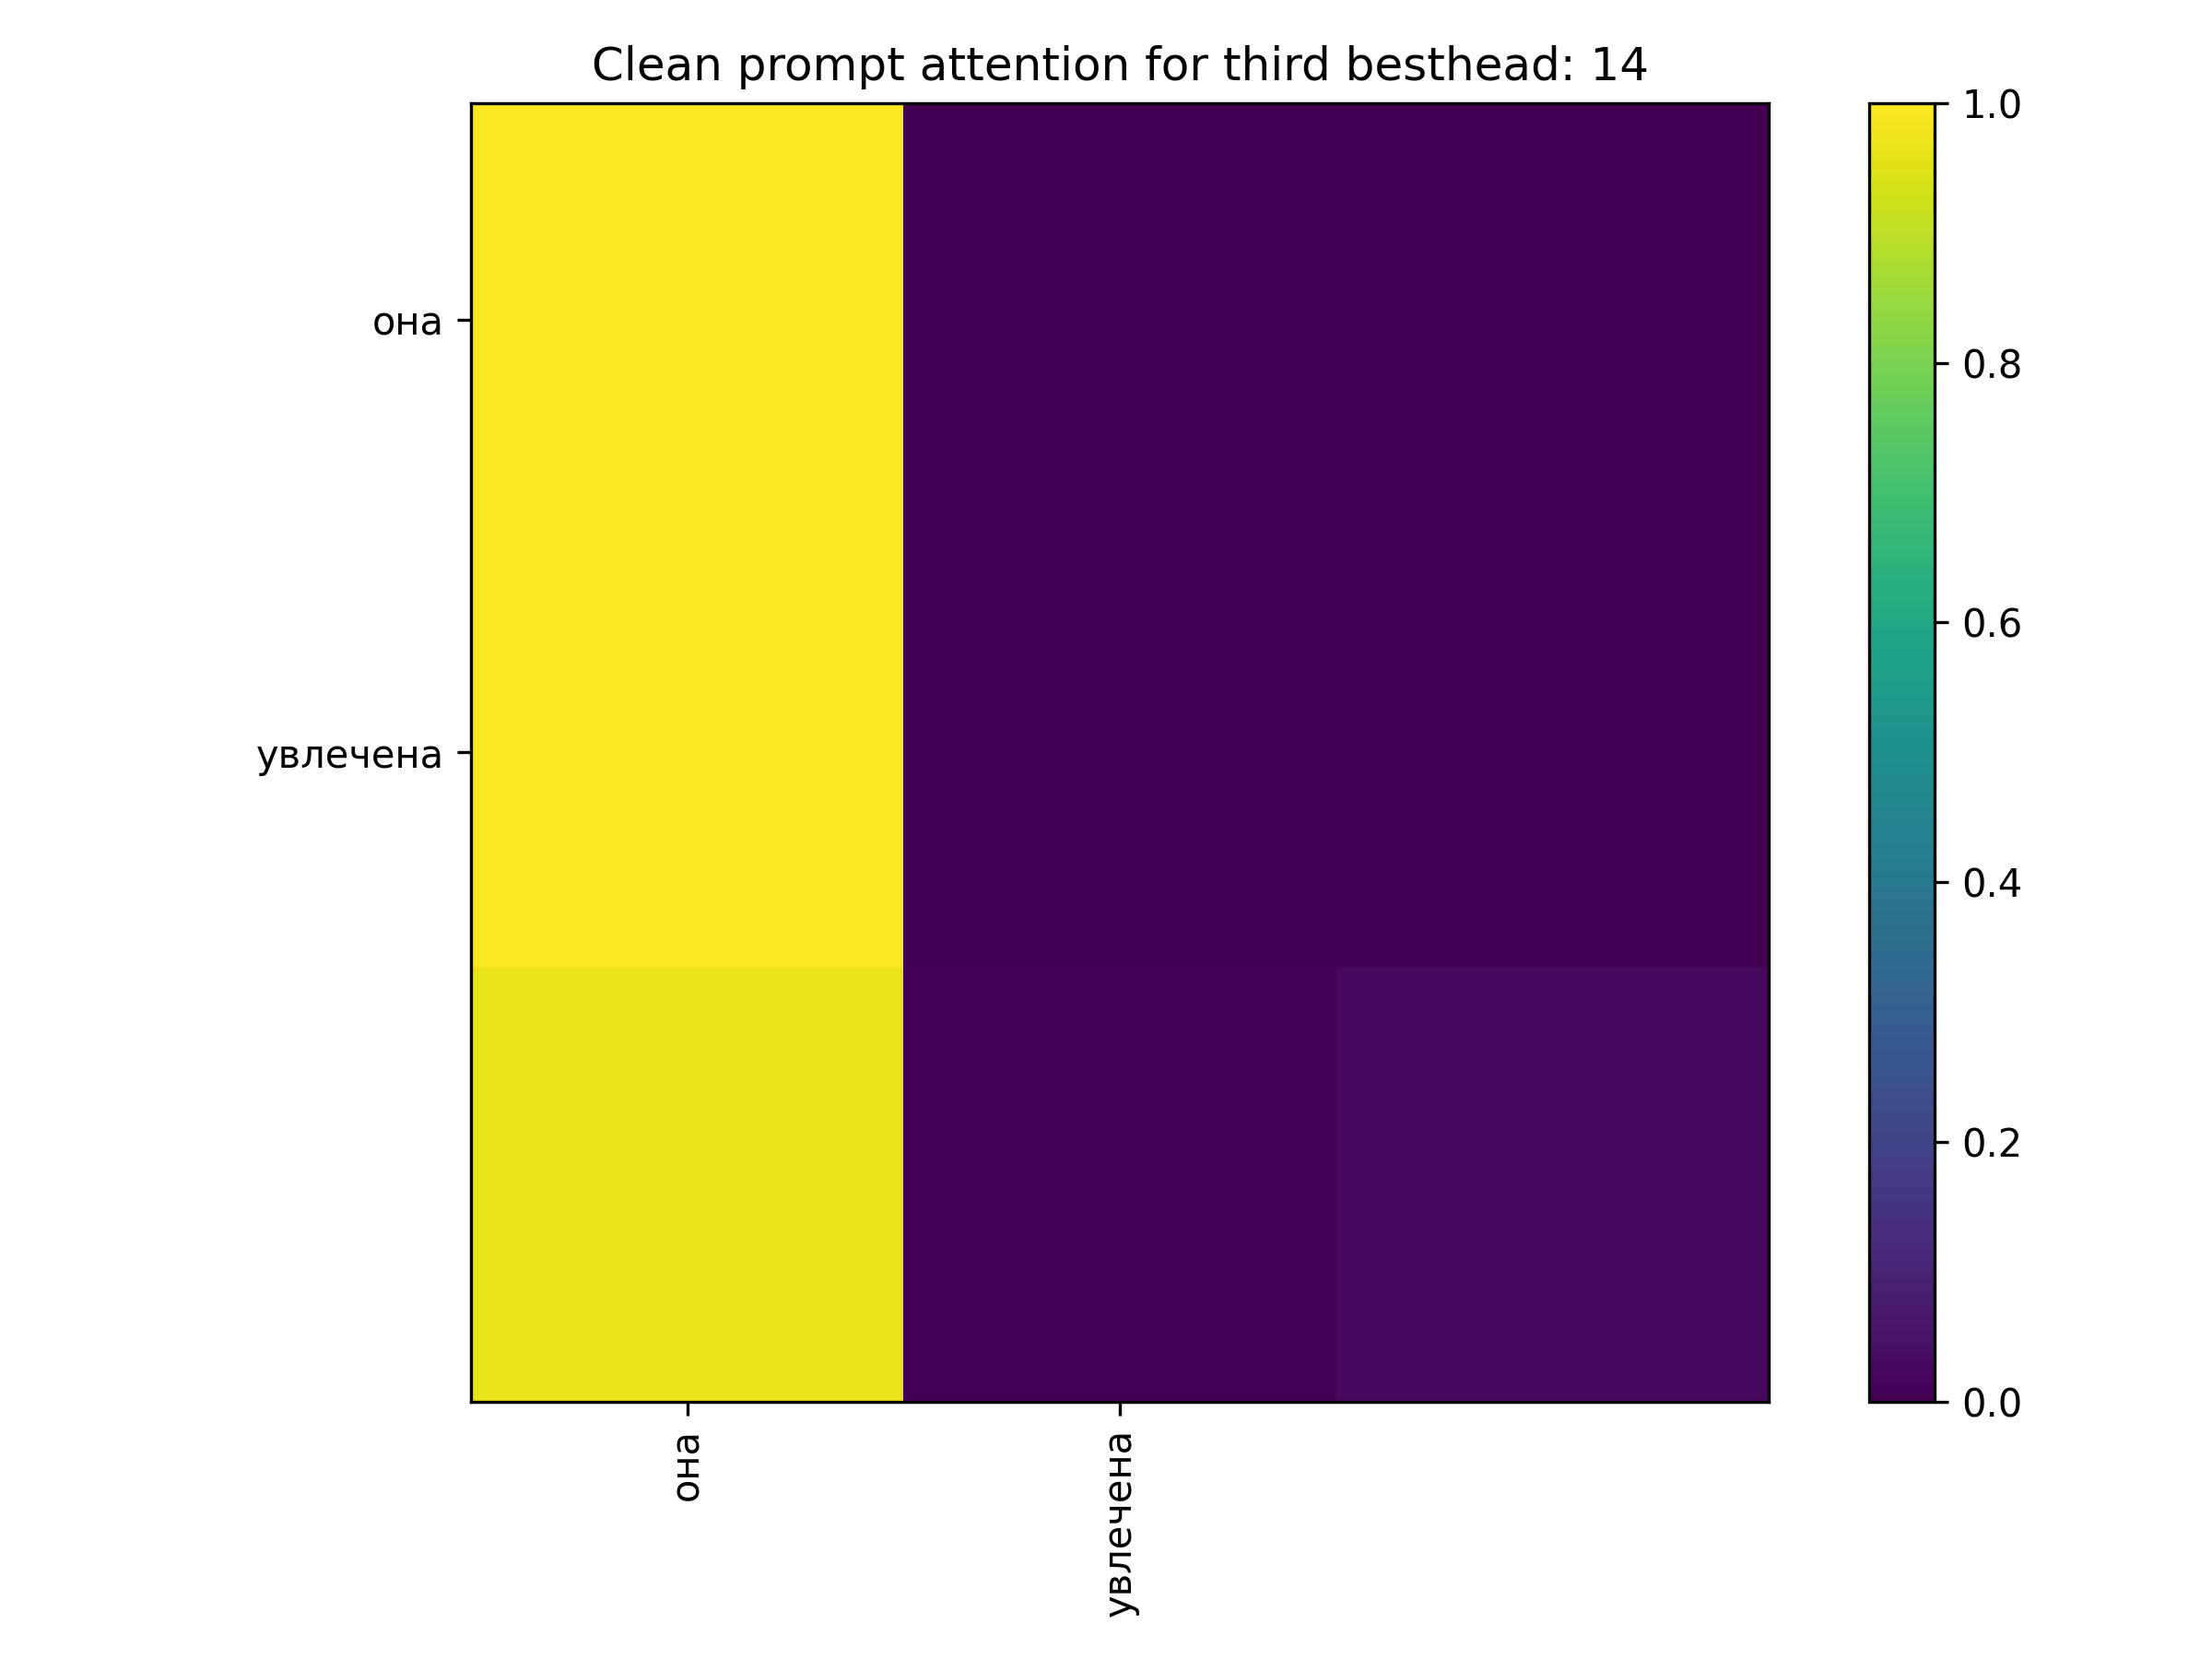 Clean prompt attention for third besthead: 14
она
увлечена
она
увлечена
1.0
0.8
0.6
0.4
0.2
0.0